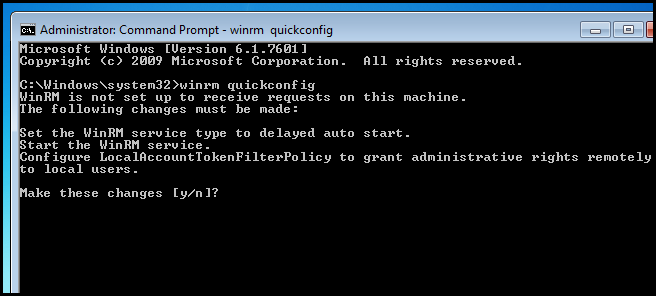 Administrator: Command Prompt - winrm  quickconfig
Microsoft Windows [Version 6.1.7601]
Copyright (c) 2009 Microsoft Corporation.  All rights reserved.
C:\Windows\system32>winrm quickconfig
WinRM is not set up to receive requests on this machine.
The following changes must be made:
Set the WinRM service type to delayed auto start.
Start the WinRM service.
Configure LocalAccountTokenFilterPolicy to grant administrative rights remotely
to local users.
Make these changes [y/n]?